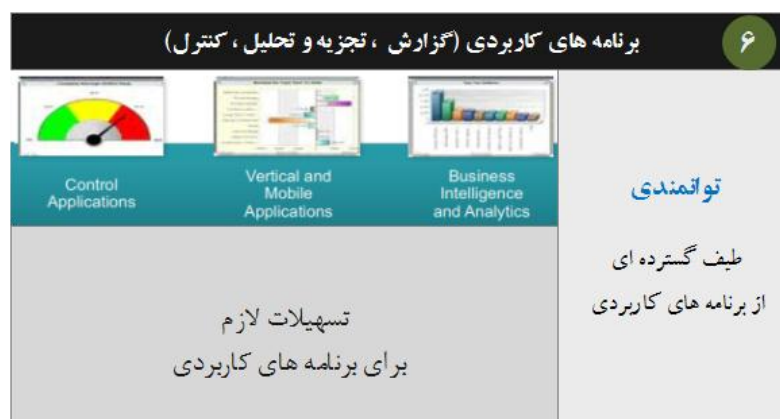 ۶
برنامه های کاربردی (گزارش ، تجزیه و تحلیل ، کنترل)
توانمندی
طیف گسترده ای
از برنامه های کاربردی
Business
Intelligence
and Analytics
Vertical and
Mobile
Applications
Control
Applications
تسهیلات لازم
برای برنامه های کاربردی